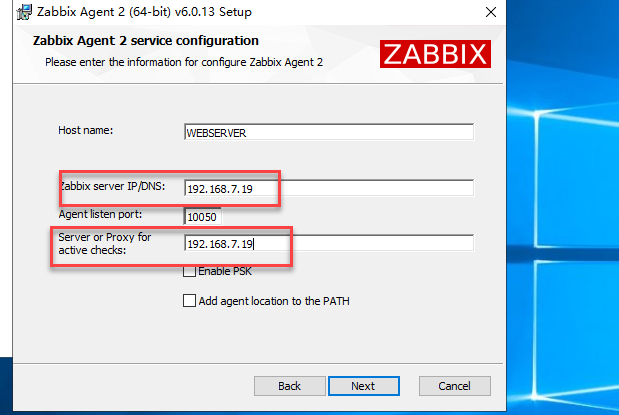 Zabbix Agent 2 (64-bit) v6.0.13 Setup
Zabbix Agent 2 service configuration
Please enter the information for configure Zabbix Agent 2
ZABBIX
Host name:
WEBSERVER
Zabbix server IP/DNS:
192.168.7.19
Agent listen port:
10050
Server or Proxy for
active checks:
192.168.7.19
Enable PSK
Add agent location to the PATH
Back
Next
Cancel